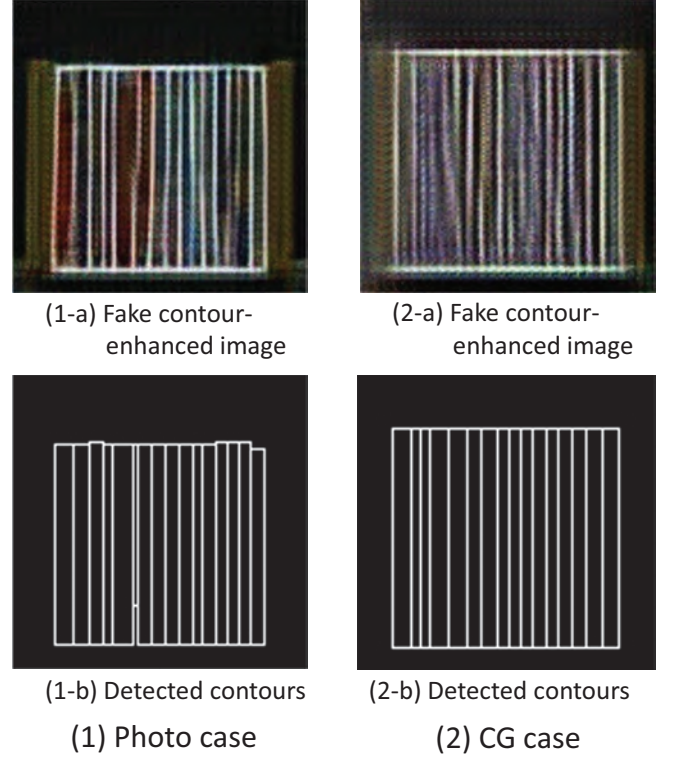 (1-a) Fake contour-
enhanced image
(2-a) Fake contour-
enhanced image
(1-b) Detected contours
(2-b) Detected contours
(1) Photo case
(2) CG case